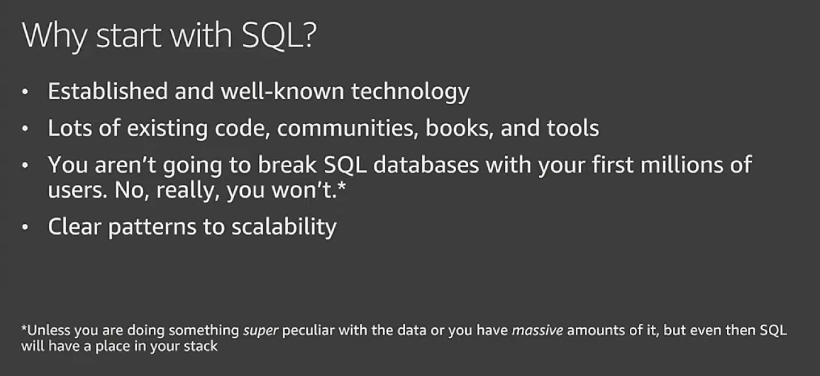 Why start with SQL?
• Established and well-known technology
• Lots of existing code, communities, books, and tools
• You aren't going to break SQL databases with your first millions of
users. No, really, you won't.*
• Clear patterns to scalability
*Unless you are doing something super peculiar with the data or you have massive amounts of it, but even then SQL
will have a place in your stack